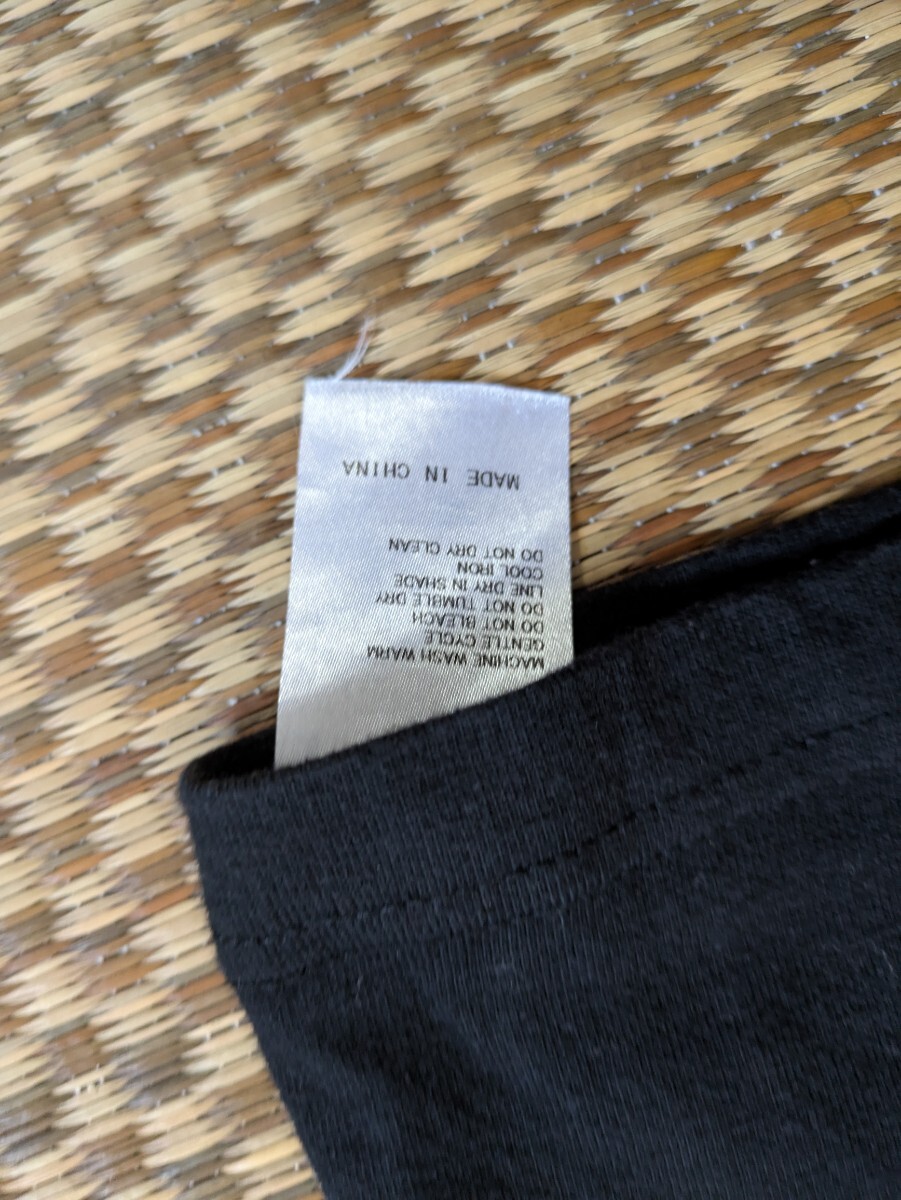 MACHINE WASH WARM
GENTLE CYCLE
DO NOT BLEACH
DO NOT TUMBLE DRY
LINE DRY IN SHADE
COOL IRON
DO NOT DRY CLEAN
MADE IN CHINA